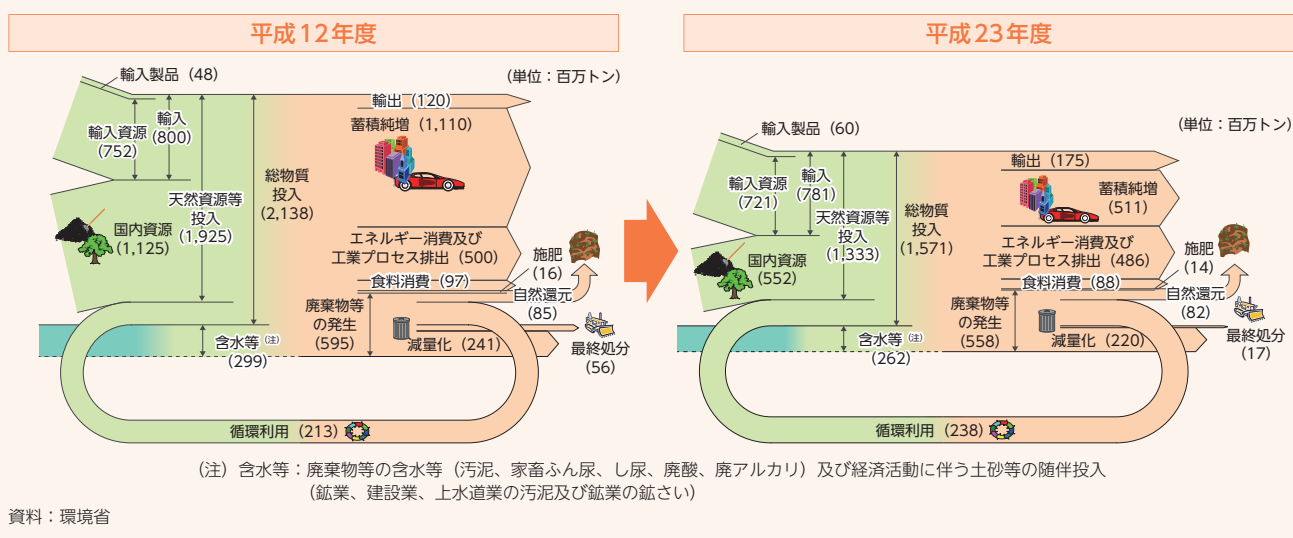 平成12年度
(単位：百万トン)
輸入製品（48）
輸入
(800)
輸入資源
(752)
天然資源等
投入
(1,925)
総物質
投入
(2,138)
国内資源
(1,125)
輸出（120）
蓄積純増（1,110）
エネルギー消費及び
工業プロセス排出（500）
食料消費（97）
施肥
(16)
自然還元
(85)
廃棄物等
の発生
(595)
減量化（241）
最終処分
(56)
含水等（注）
(299)
循環利用（213）
平成23年度
(単位：百万トン)
輸入製品（60）
輸入
(781)
輸入資源
(721)
天然資源等
投入
(1,333)
総物質
投入
(1,571)
国内資源
(552)
輸出（175）
蓄積純増
(511)
エネルギー消費及び
工業プロセス排出（486）
食料消費（88）
施肥
(14)
自然還元
(82)
廃棄物等
の発生
(558)
減量化（220）
最終処分
(17)
含水等（注）
(262)
循環利用（238）
（注）含水等：廃棄物等の含水等（汚泥、家畜ふん尿、し尿、廃酸、廃アルカリ）及び経済活動に伴う土砂等の随伴投入
（鉱業、建設業、上水道業の汚泥及び鉱業の鉱さい）
資料：環境省